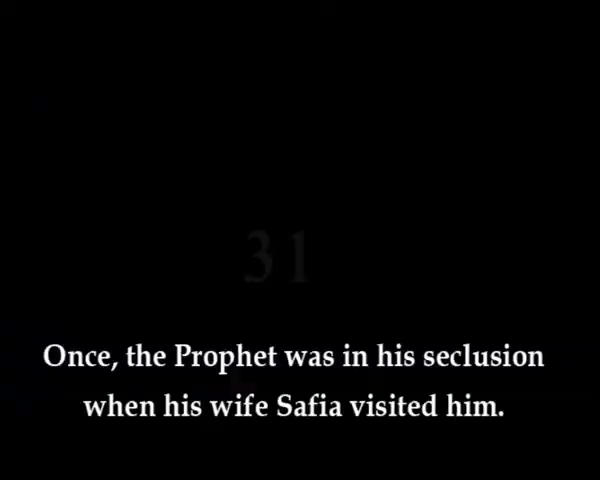 31
Once, the Prophet was in his seclusion
when his wife Safia visited him.